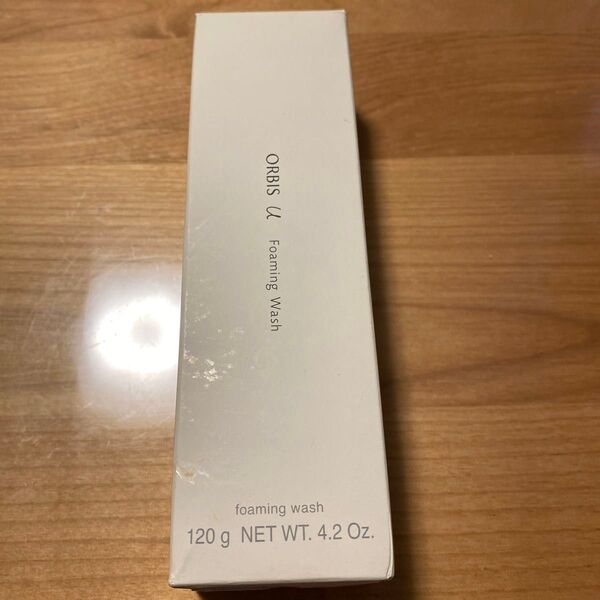 ORBIS u Foaming Wash
foaming wash
120 g NET WT. 4.2 Oz.